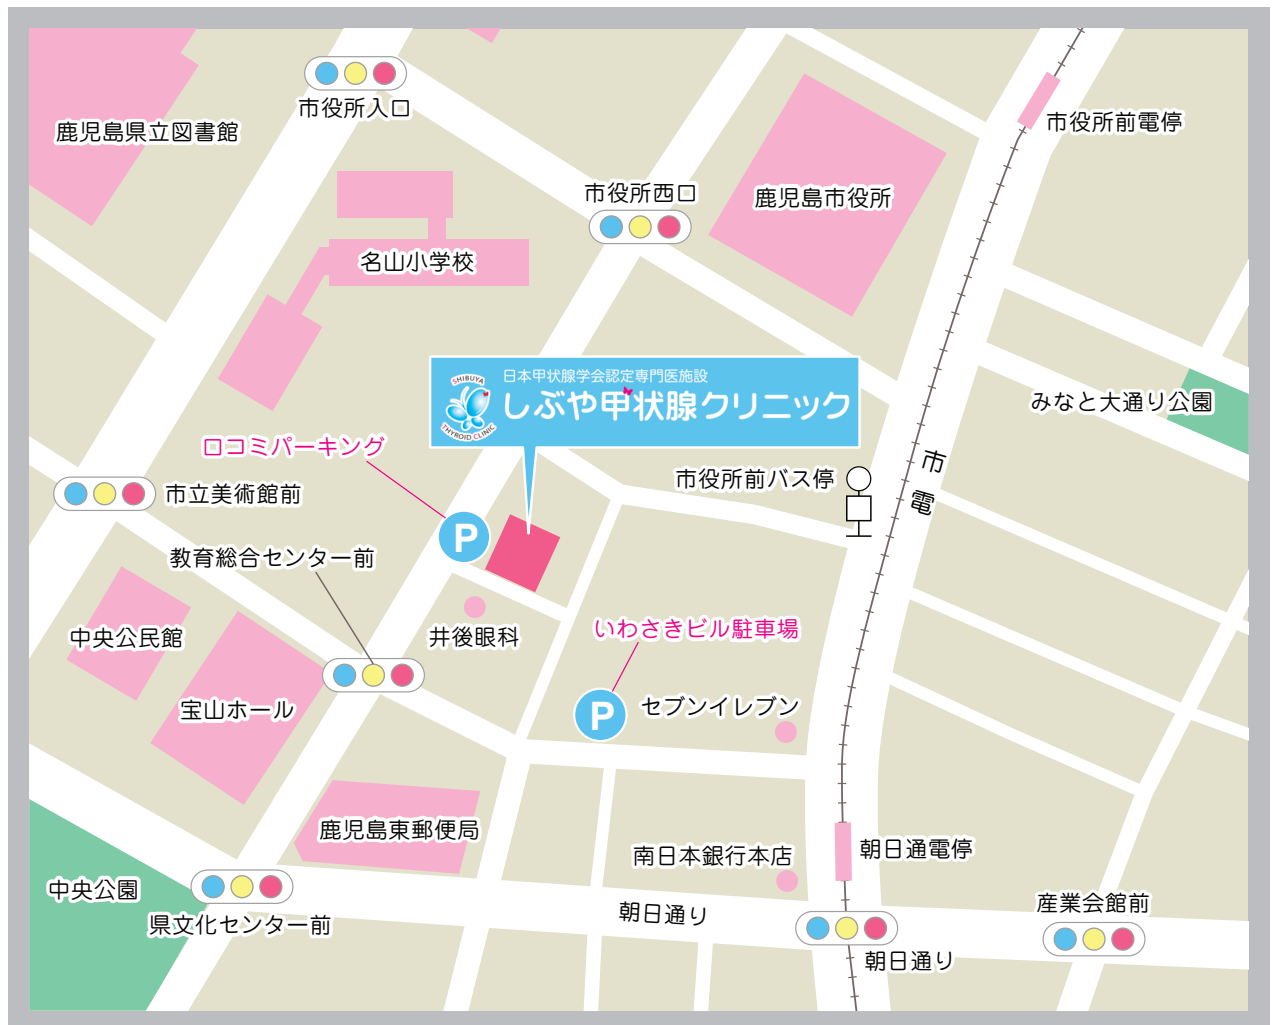 市役所入口
鹿児島県立図書館
市役所前電停
市役所西口
鹿児島市役所
名山小学校
SHIBUYA
THYROID CLINIC
日本甲状腺学会認定専門医施設
しぶや甲状腺クリニック
みなと大通り公園
口コミパーキング
市役所前バス停
市電
市立美術館前
P
教育総合センター前
中央公民館
井後眼科
いわさきビル駐車場
宝山ホール
P
セブンイレブン
鹿児島東郵便局
南日本銀行本店
朝日通電停
中央公園
県文化センター前
朝日通り
産業会館前
朝日通り